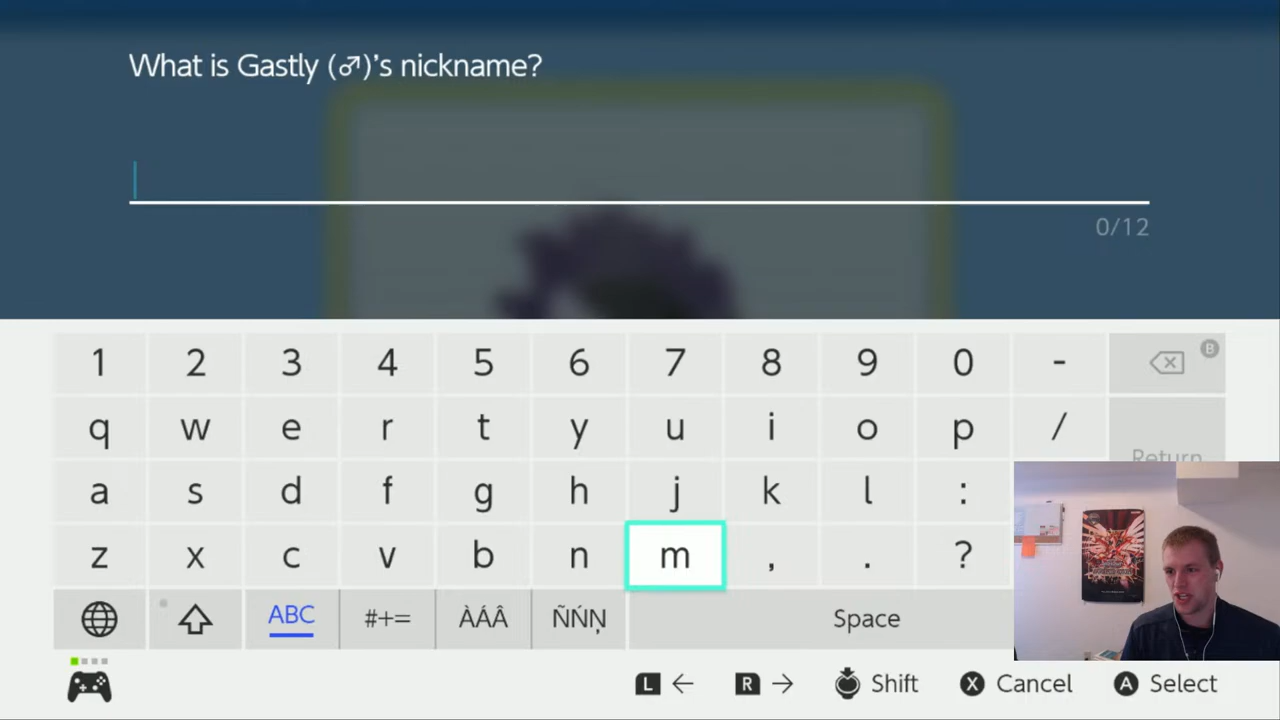 What is Gastly (♂)'s nickname?
0/12
1 2 3 4 5 6 7 8 9 0 -
B
q w e r t y u i o p /
Return
a s d f g h j k l :
z x c v b n m , . ?
ABC #+= ÀÁÂ ÑŃŅ Space
L ← R → Shift X Cancel A Select